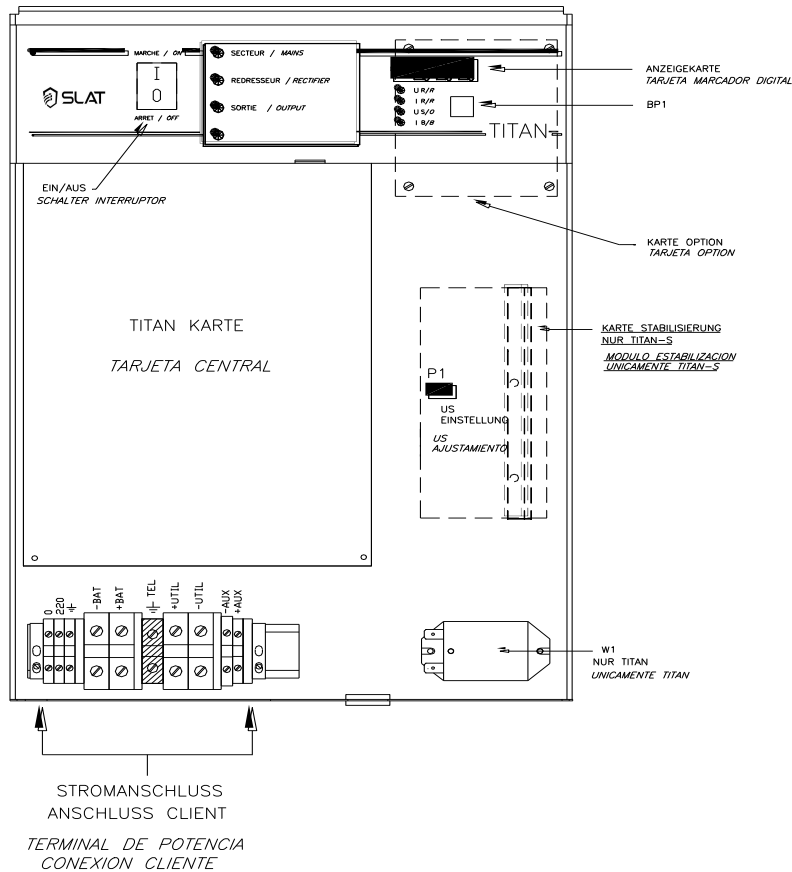 MARCHE / ON
I
O
ARRET / OFF
SLAT
SECTEUR / MAINS
REDRESSEUR / RECTIFIER
SORTIE / OUTPUT
U R/R
I R/R
U S/O
I B/B
TITAN
ANZEIGEKARTE
TARJETA MARCADOR DIGITAL
BP1
EIN/AUS
SCHALTER INTERRUPTOR
KARTE OPTION
TARJETA OPTION
TITAN KARTE
TARJETA CENTRAL
KARTE STABILISIERUNG
NUR TITAN-S
MODULO ESTABILIZACION
UNICAMENTE TITAN-S
P1
US
EINSTELLUNG
US
AJUSTAMIENTO
0
220
-BAT
+BAT
TEL
+UTIL
-UTIL
-AUX
+AUX
W1
NUR TITAN
UNICAMENTE TITAN
STROMANSCHLUSS
ANSCHLUSS CLIENT
TERMINAL DE POTENCIA
CONEXION CLIENTE